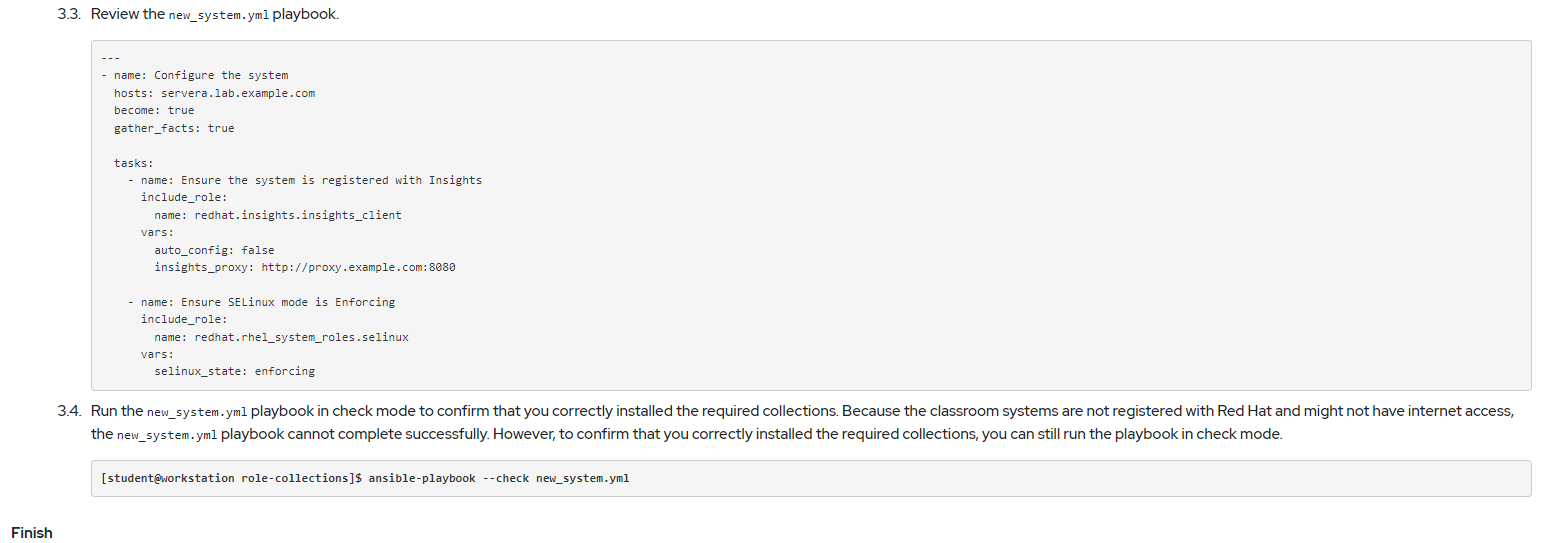 3.3. Review the new_system.yml playbook.
---
- name: Configure the system
  hosts: servera.lab.example.com
  become: true
  gather_facts: true

  tasks:
    - name: Ensure the system is registered with Insights
      include_role:
        name: redhat.insights.insights_client
      vars:
        auto_config: false
        insights_proxy: http://proxy.example.com:8080

    - name: Ensure SELinux mode is Enforcing
      include_role:
        name: redhat.rhel_system_roles.selinux
      vars:
        selinux_state: enforcing
3.4. Run the new_system.yml playbook in check mode to confirm that you correctly installed the required collections. Because the classroom systems are not registered with Red Hat and might not have internet access,
the new_system.yml playbook cannot complete successfully. However, to confirm that you correctly installed the required collections, you can still run the playbook in check mode.
[student@workstation role-collections]$ ansible-playbook --check new_system.yml
Finish